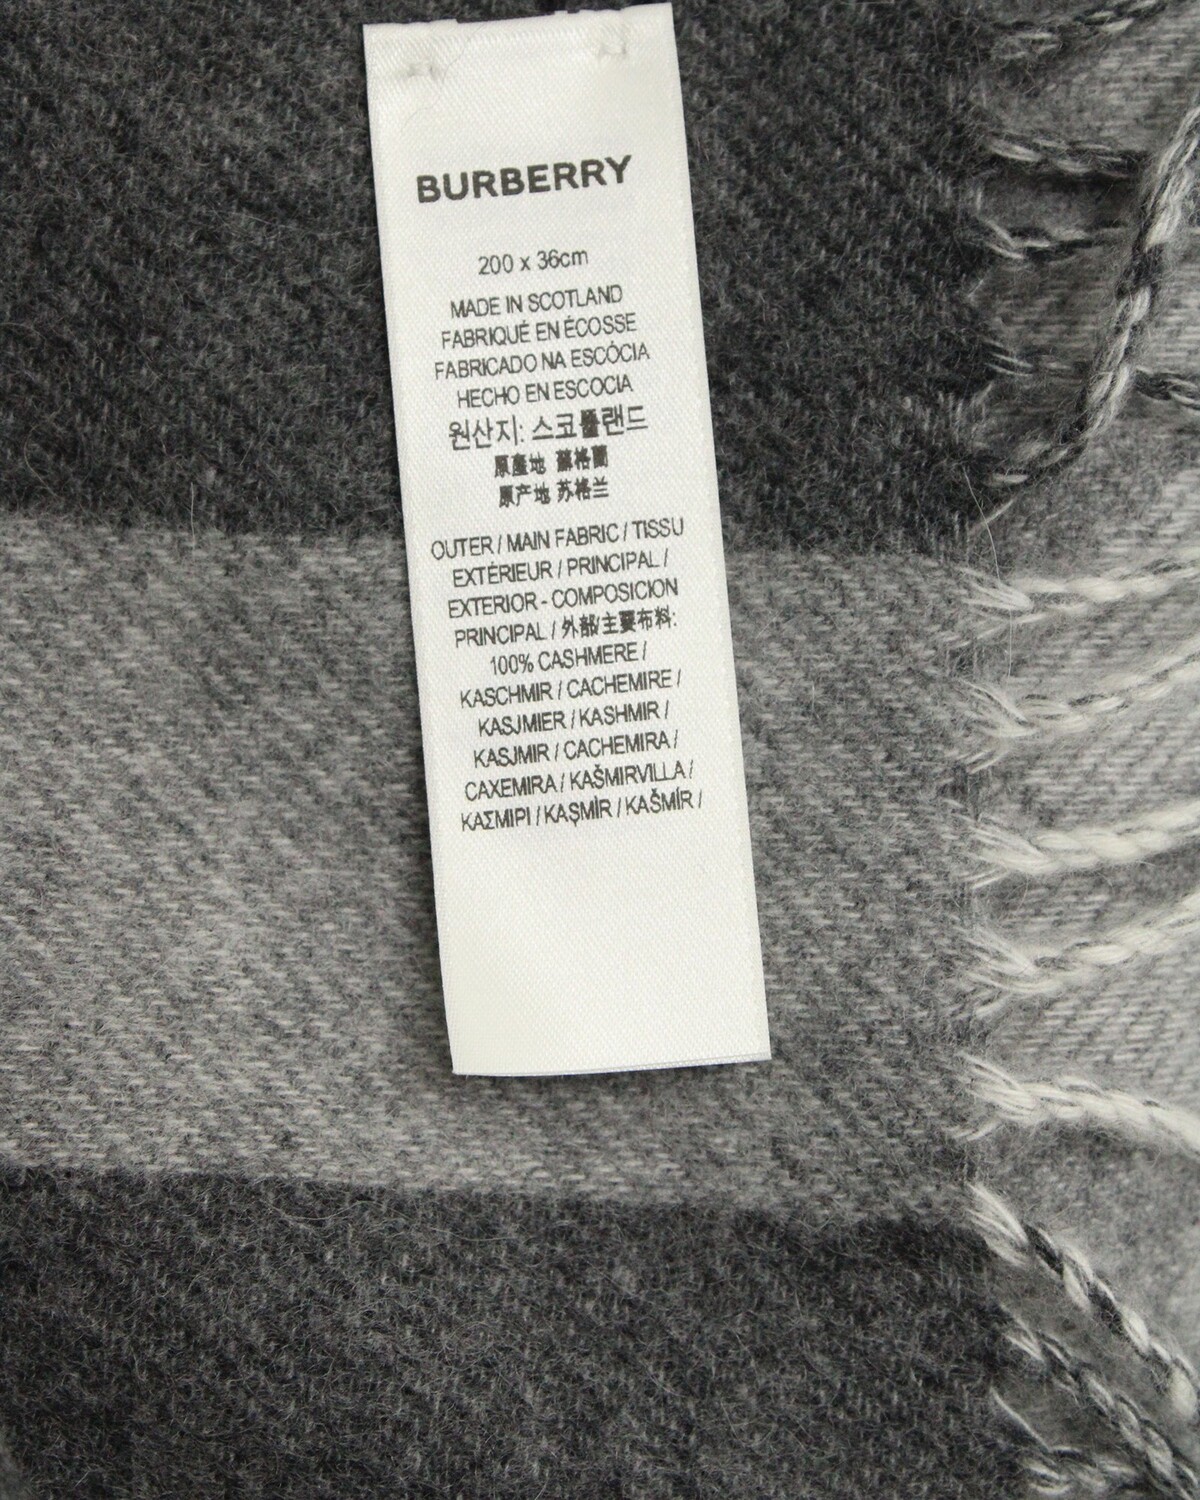 BURBERRY
200 x 36cm
MADE IN SCOTLAND
FABRIQUÉ EN ÉCOSSE
FABRICADO NA ESCÓCIA
HECHO EN ESCOCIA
원산지: 스코틀랜드
原產地 蘇格蘭
原产地 苏格兰
OUTER / MAIN FABRIC / TISSU
EXTÉRIEUR / PRINCIPAL /
EXTERIOR - COMPOSICION
PRINCIPAL / 外部/主要布料:
100% CASHMERE /
KASCHMIR / CACHEMIRE /
KASJMIER / KASHMIR /
KASJMIR / CACHEMIRA /
CAXEMIRA / KAŠMIRVILLA /
ΚΑΣΜΙΡΙ / KAŞMİR / KAŠMÍR /